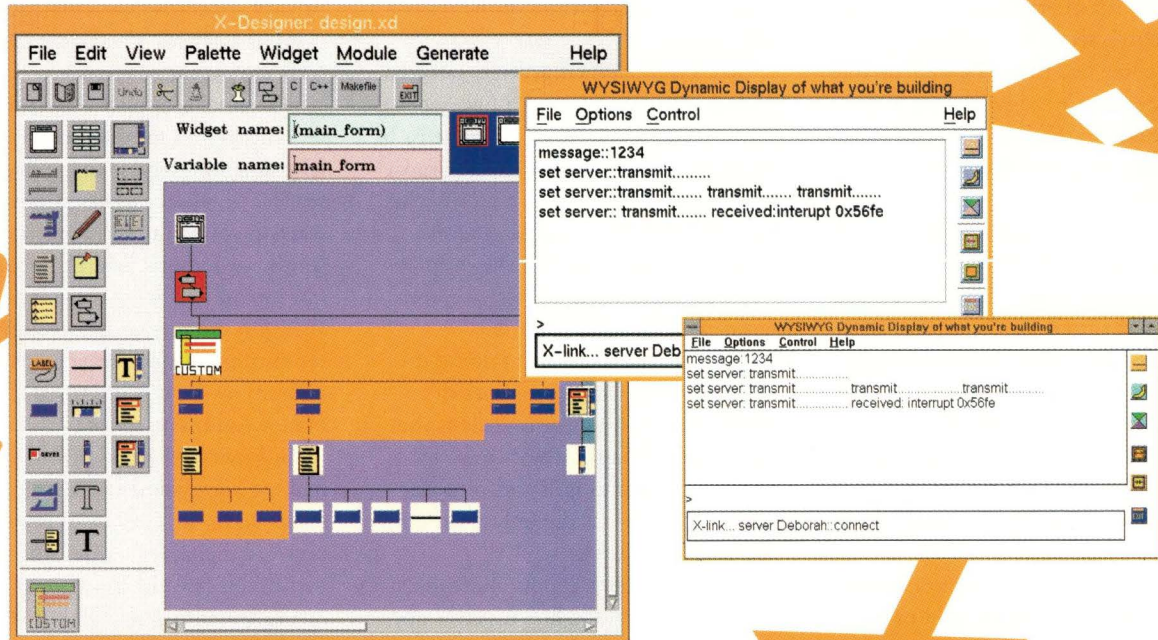 X-Designer: design.xd
File Edit View Palette Widget Module Generate Help
Undo C C++ Makefile EXIT
Widget name: (main_form)
Variable name: main_form
LABEL
T
CUSTOM
T
T
CUSTOM
WYSIWYG Dynamic Display of what you're building
File Options Control Help
message::1234
set server::transmit.........
set server::transmit....... transmit....... transmit.......
set server:: transmit....... received:interupt 0x56fe
>
X-link... server Deb
WYSIWYG Dynamic Display of what you're building
File Options Control Help
message: 1234
set server: transmit...............
set server: transmit............... transmit............... transmit...............
set server: transmit............... received: interrupt 0x56fe
>
X-link... server Deborah::connect